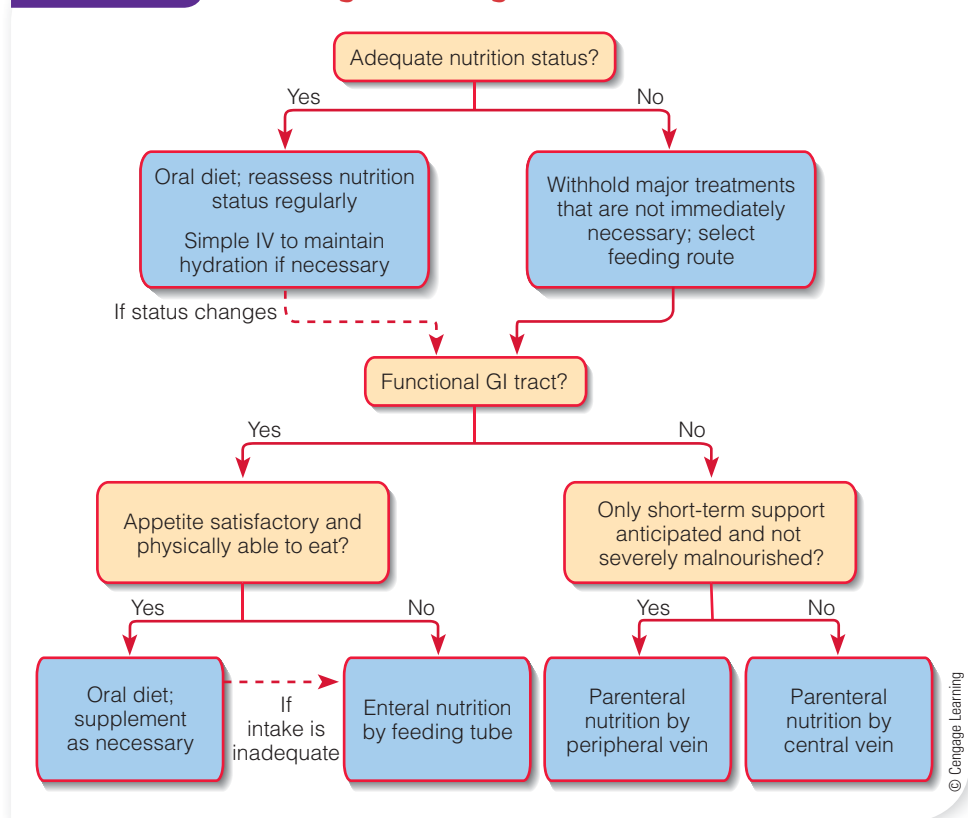 Adequate nutrition status?
Yes
No
Oral diet; reassess nutrition
status regularly
Simple IV to maintain
hydration if necessary
Withhold major treatments
that are not immediately
necessary; select
feeding route
If status changes
Functional GI tract?
Yes
No
Appetite satisfactory and
physically able to eat?
Only short-term support
anticipated and not
severely malnourished?
Yes
No
Yes
No
Oral diet;
supplement
as necessary
If
intake is
inadequate
Enteral nutrition
by feeding tube
Parenteral
nutrition by
peripheral vein
Parenteral
nutrition by
central vein
© Cengage Learning